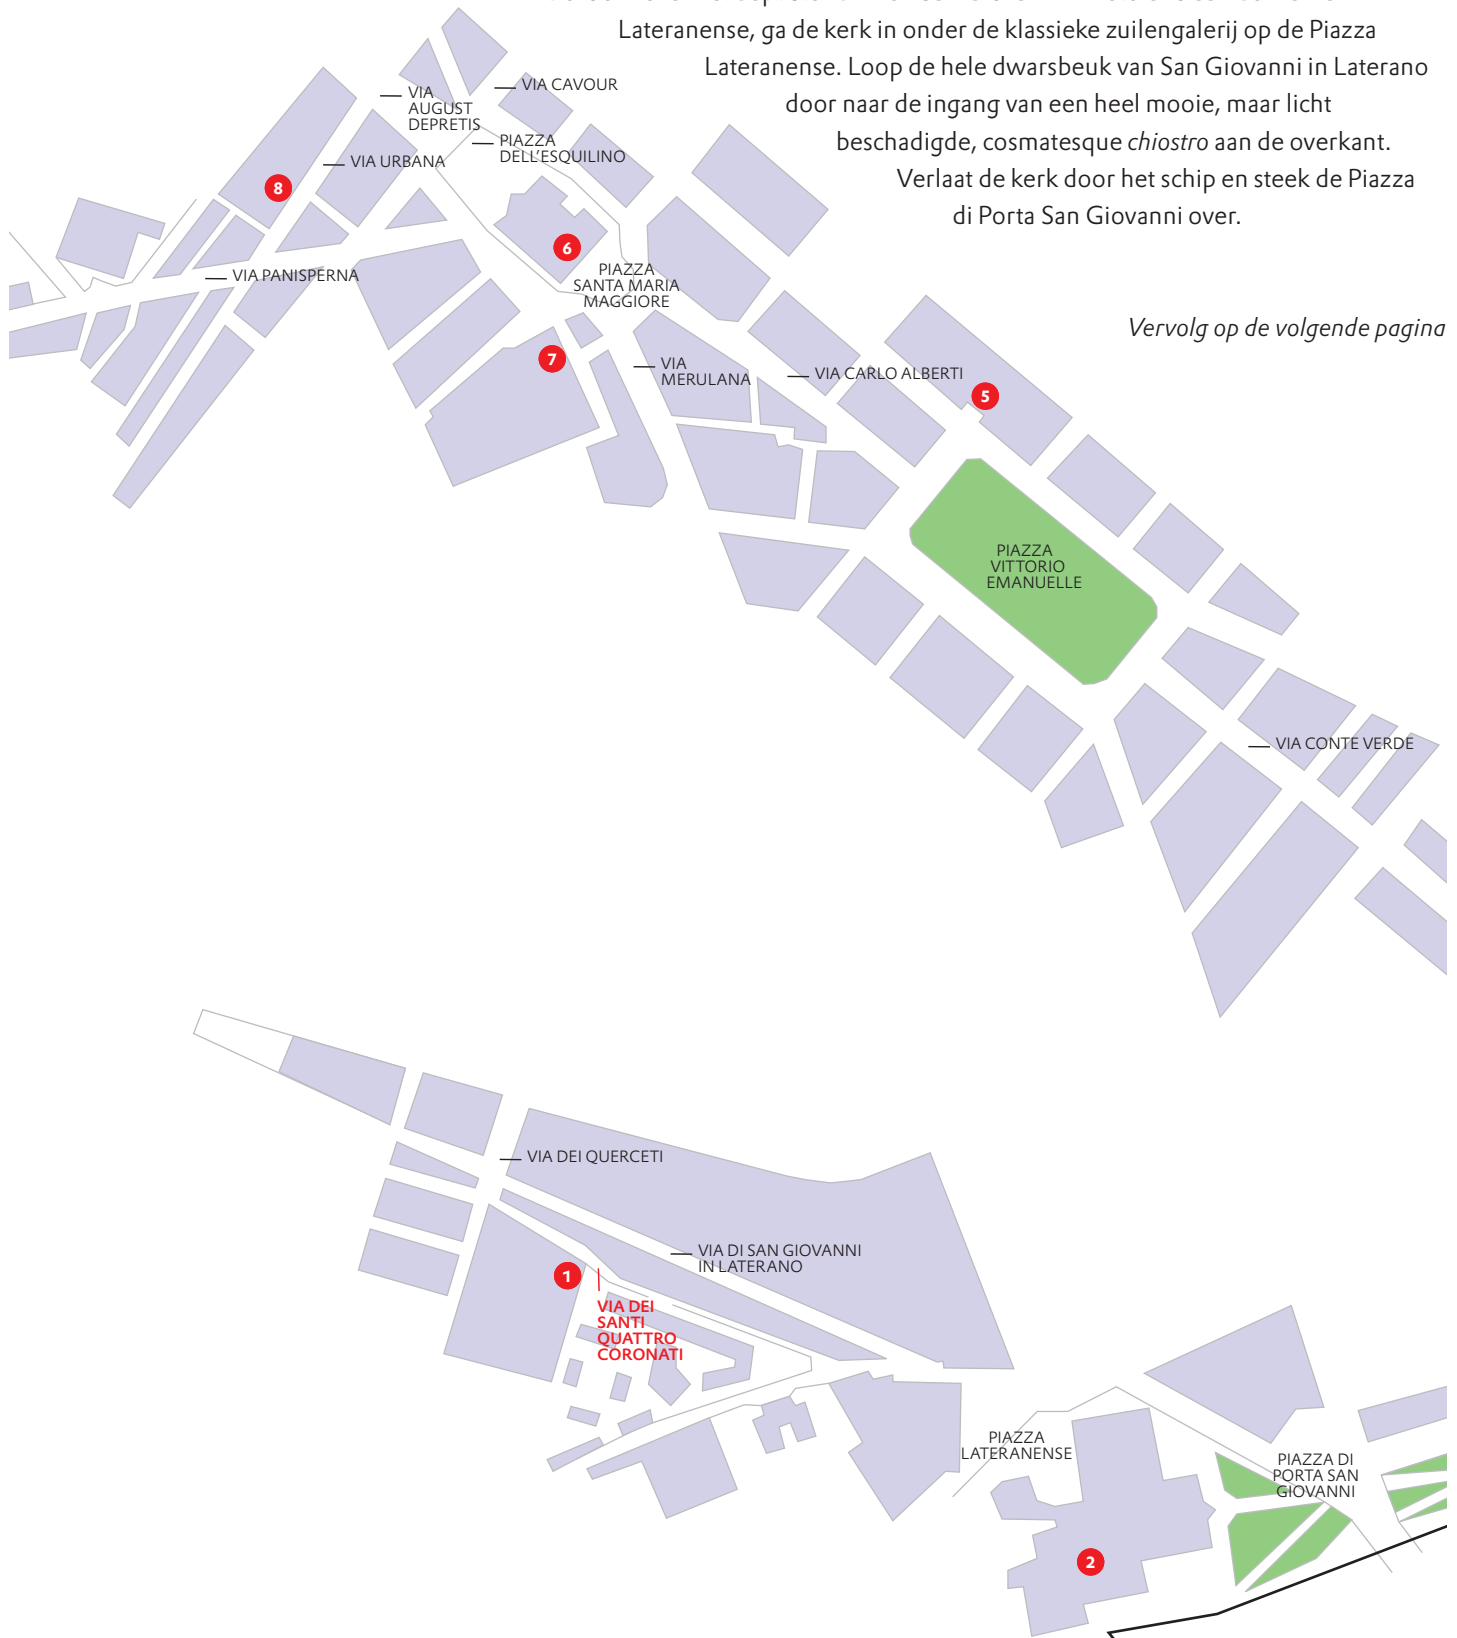 Lateranense, ga de kerk in onder de klassieke zuilengalerij op de Piazza
Lateranense. Loop de hele dwarsbeuk van San Giovanni in Laterano
door naar de ingang van een heel mooie, maar licht
beschadigde, cosmatesque chiostro aan de overkant.
Verlaat de kerk door het schip en steek de Piazza
di Porta San Giovanni over.
Vervolg op de volgende pagina
VIA CAVOUR
VIA
AUGUST
DEPRETIS
PIAZZA
DELL'ESQUILINO
VIA URBANA
8
6
VIA PANISPERNA
PIAZZA
SANTA MARIA
MAGGIORE
7
VIA
MERULANA
VIA CARLO ALBERTI
5
PIAZZA
VITTORIO
EMANUELLE
VIA CONTE VERDE
VIA DEI QUERCETI
VIA DI SAN GIOVANNI
IN LATERANO
1
VIA DEI
SANTI
QUATTRO
CORONATI
PIAZZA
LATERANENSE
PIAZZA DI
PORTA SAN
GIOVANNI
2